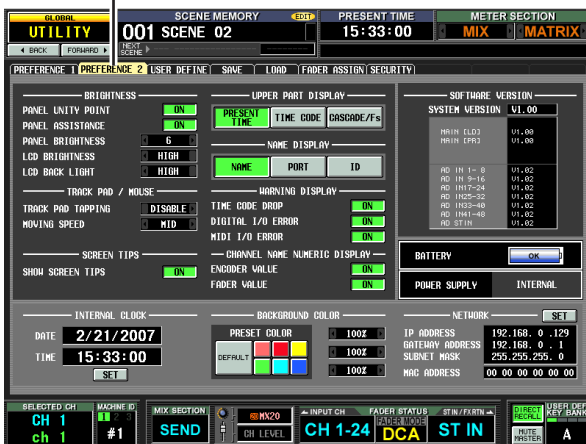 GLOBAL
UTILITY
BACK FORWARD
SCENE MEMORY EDIT
001 SCENE 02
NEXT SCENE
PRESENT TIME
15:33:00
METER SECTION
MIX MATRIX
PREFERENCE 1 PREFERENCE 2 USER DEFINE SAVE LOAD FADER ASSIGN SECURITY
BRIGHTNESS
PANEL UNITY POINT ON
PANEL ASSISTANCE ON
PANEL BRIGHTNESS 6
LCD BRIGHTNESS HIGH
LCD BACK LIGHT HIGH
TRACK PAD / MOUSE
TRACK PAD TAPPING DISABLE
MOVING SPEED MID
SCREEN TIPS
SHOW SCREEN TIPS ON
UPPER PART DISPLAY
PRESENT TIME TIME CODE CASCADE/Fs
NAME DISPLAY
NAME PORT ID
WARNING DISPLAY
TIME CODE DROP ON
DIGITAL I/O ERROR ON
MIDI I/O ERROR ON
CHANNEL NAME NUMERIC DISPLAY
ENCODER VALUE ON
FADER VALUE ON
SOFTWARE VERSION
SYSTEM VERSION V1.00
MAIN [LD] V1.00
MAIN [PR] V1.00
AD IN 1- 8 V1.02
AD IN 9-16 V1.02
AD IN17-24 V1.02
AD IN25-32 V1.02
AD IN33-40 V1.02
AD IN41-48 V1.02
AD STIN V1.02
BATTERY OK
POWER SUPPLY INTERNAL
INTERNAL CLOCK
DATE 2/21/2007
TIME 15:33:00
SET
BACKGROUND COLOR
PRESET COLOR
DEFAULT
100%
100%
100%
NETWORK SET
IP ADDRESS 192.168. 0 .129
GATEWAY ADDRESS 192.168. 0 . 1
SUBNET MASK 255.255.255. 0
MAC ADDRESS 00 00 00 00 00 00
SELECTED CH
CH 1
ch 1
MACHINE ID
1 2 3
#1
MIX SECTION
SEND
MX20
CH LEVEL
INPUT CH FADER STATUS ST IN / FXRTN
CH 1-24 FADER MODE DCA ST IN
DIRECT RECALL
MUTE MASTER
USER DEF
KEY BANK
A